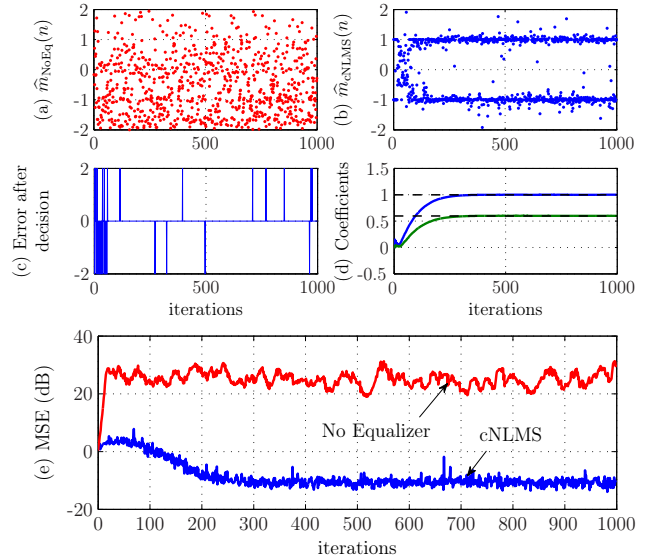 (a) m̂NoEq(n)
2
1
0
-1
-2
0
500
1000
(b) m̂cNLMS(n)
2
1
0
-1
-2
0
500
1000
(c) Error after
decision
2
0
-2
0
500
1000
iterations
(d) Coefficients
1.5
1
0.5
0
-0.5
0
500
1000
iterations
(e) MSE (dB)
40
20
0
-10
-20
No Equalizer
cNLMS
0 100 200 300 400 500 600 700 800 900 1000
iterations